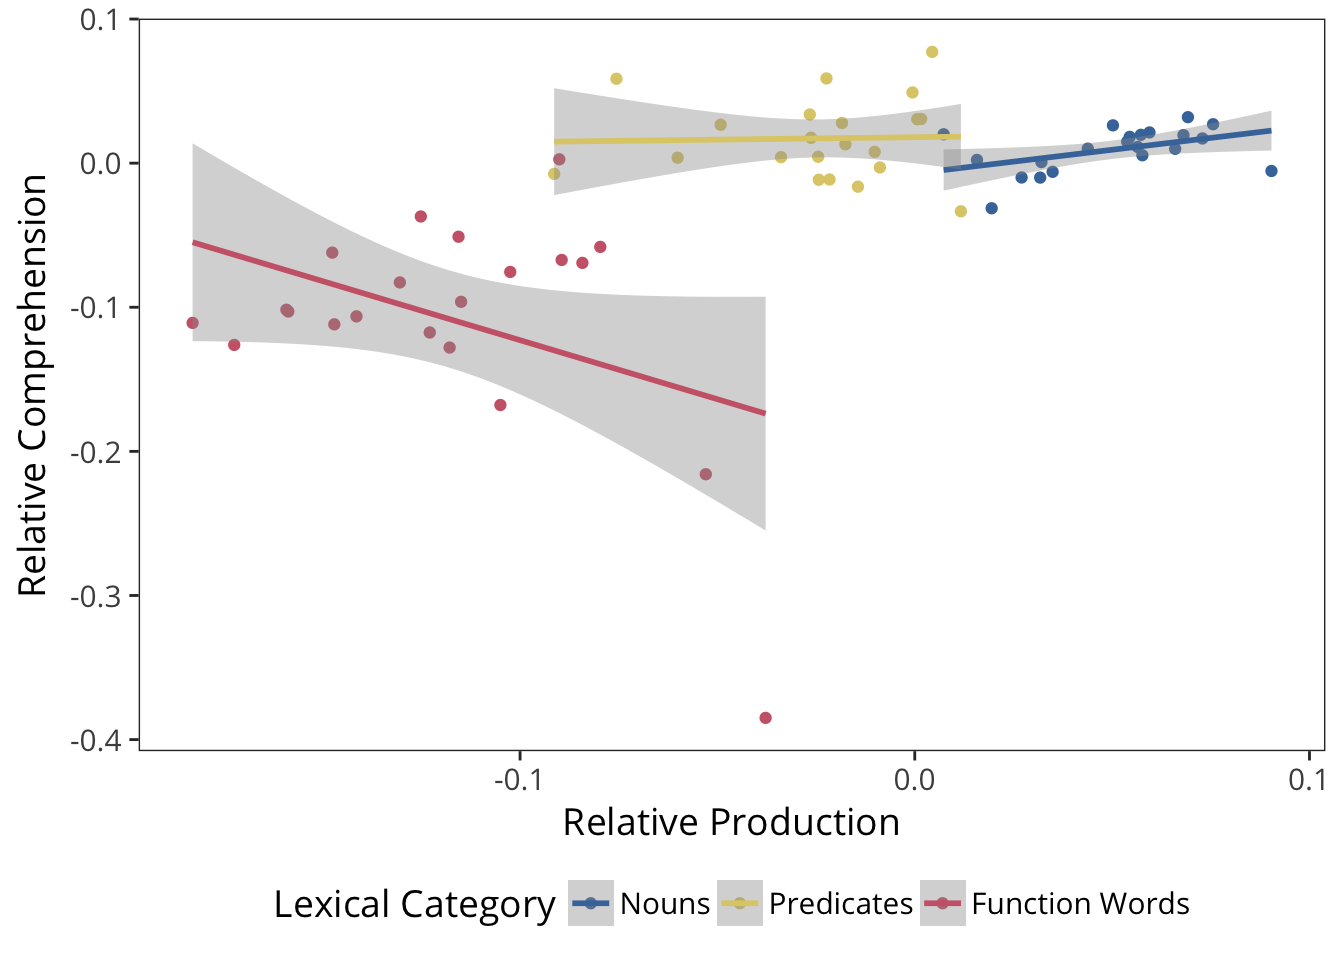 0.1
0.0
-0.1
-0.2
-0.3
-0.4
Relative Comprehension
-0.1 0.0 0.1
Relative Production
Lexical Category Nouns Predicates Function Words